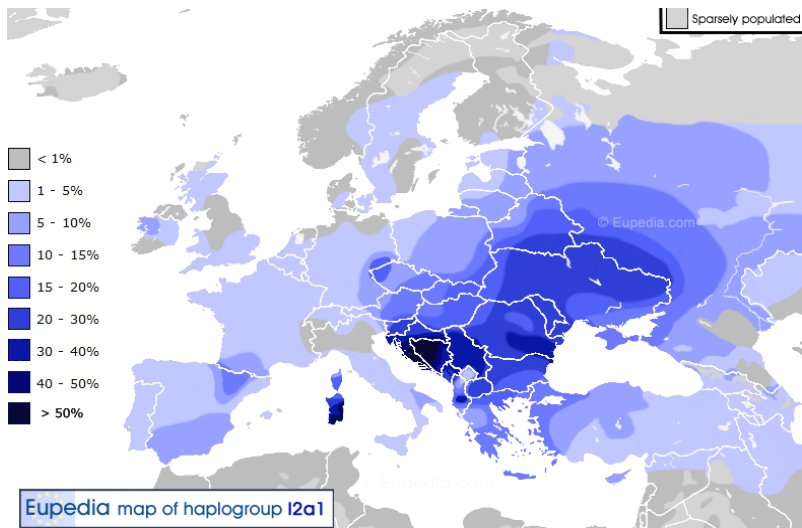 Sparsely populated
< 1%
1 - 5%
5 - 10%
10 - 15%
15 - 20%
20 - 30%
30 - 40%
40 - 50%
> 50%
© Eupedia.com
© Eupedia.com
Eupedia map of haplogroup I2a1